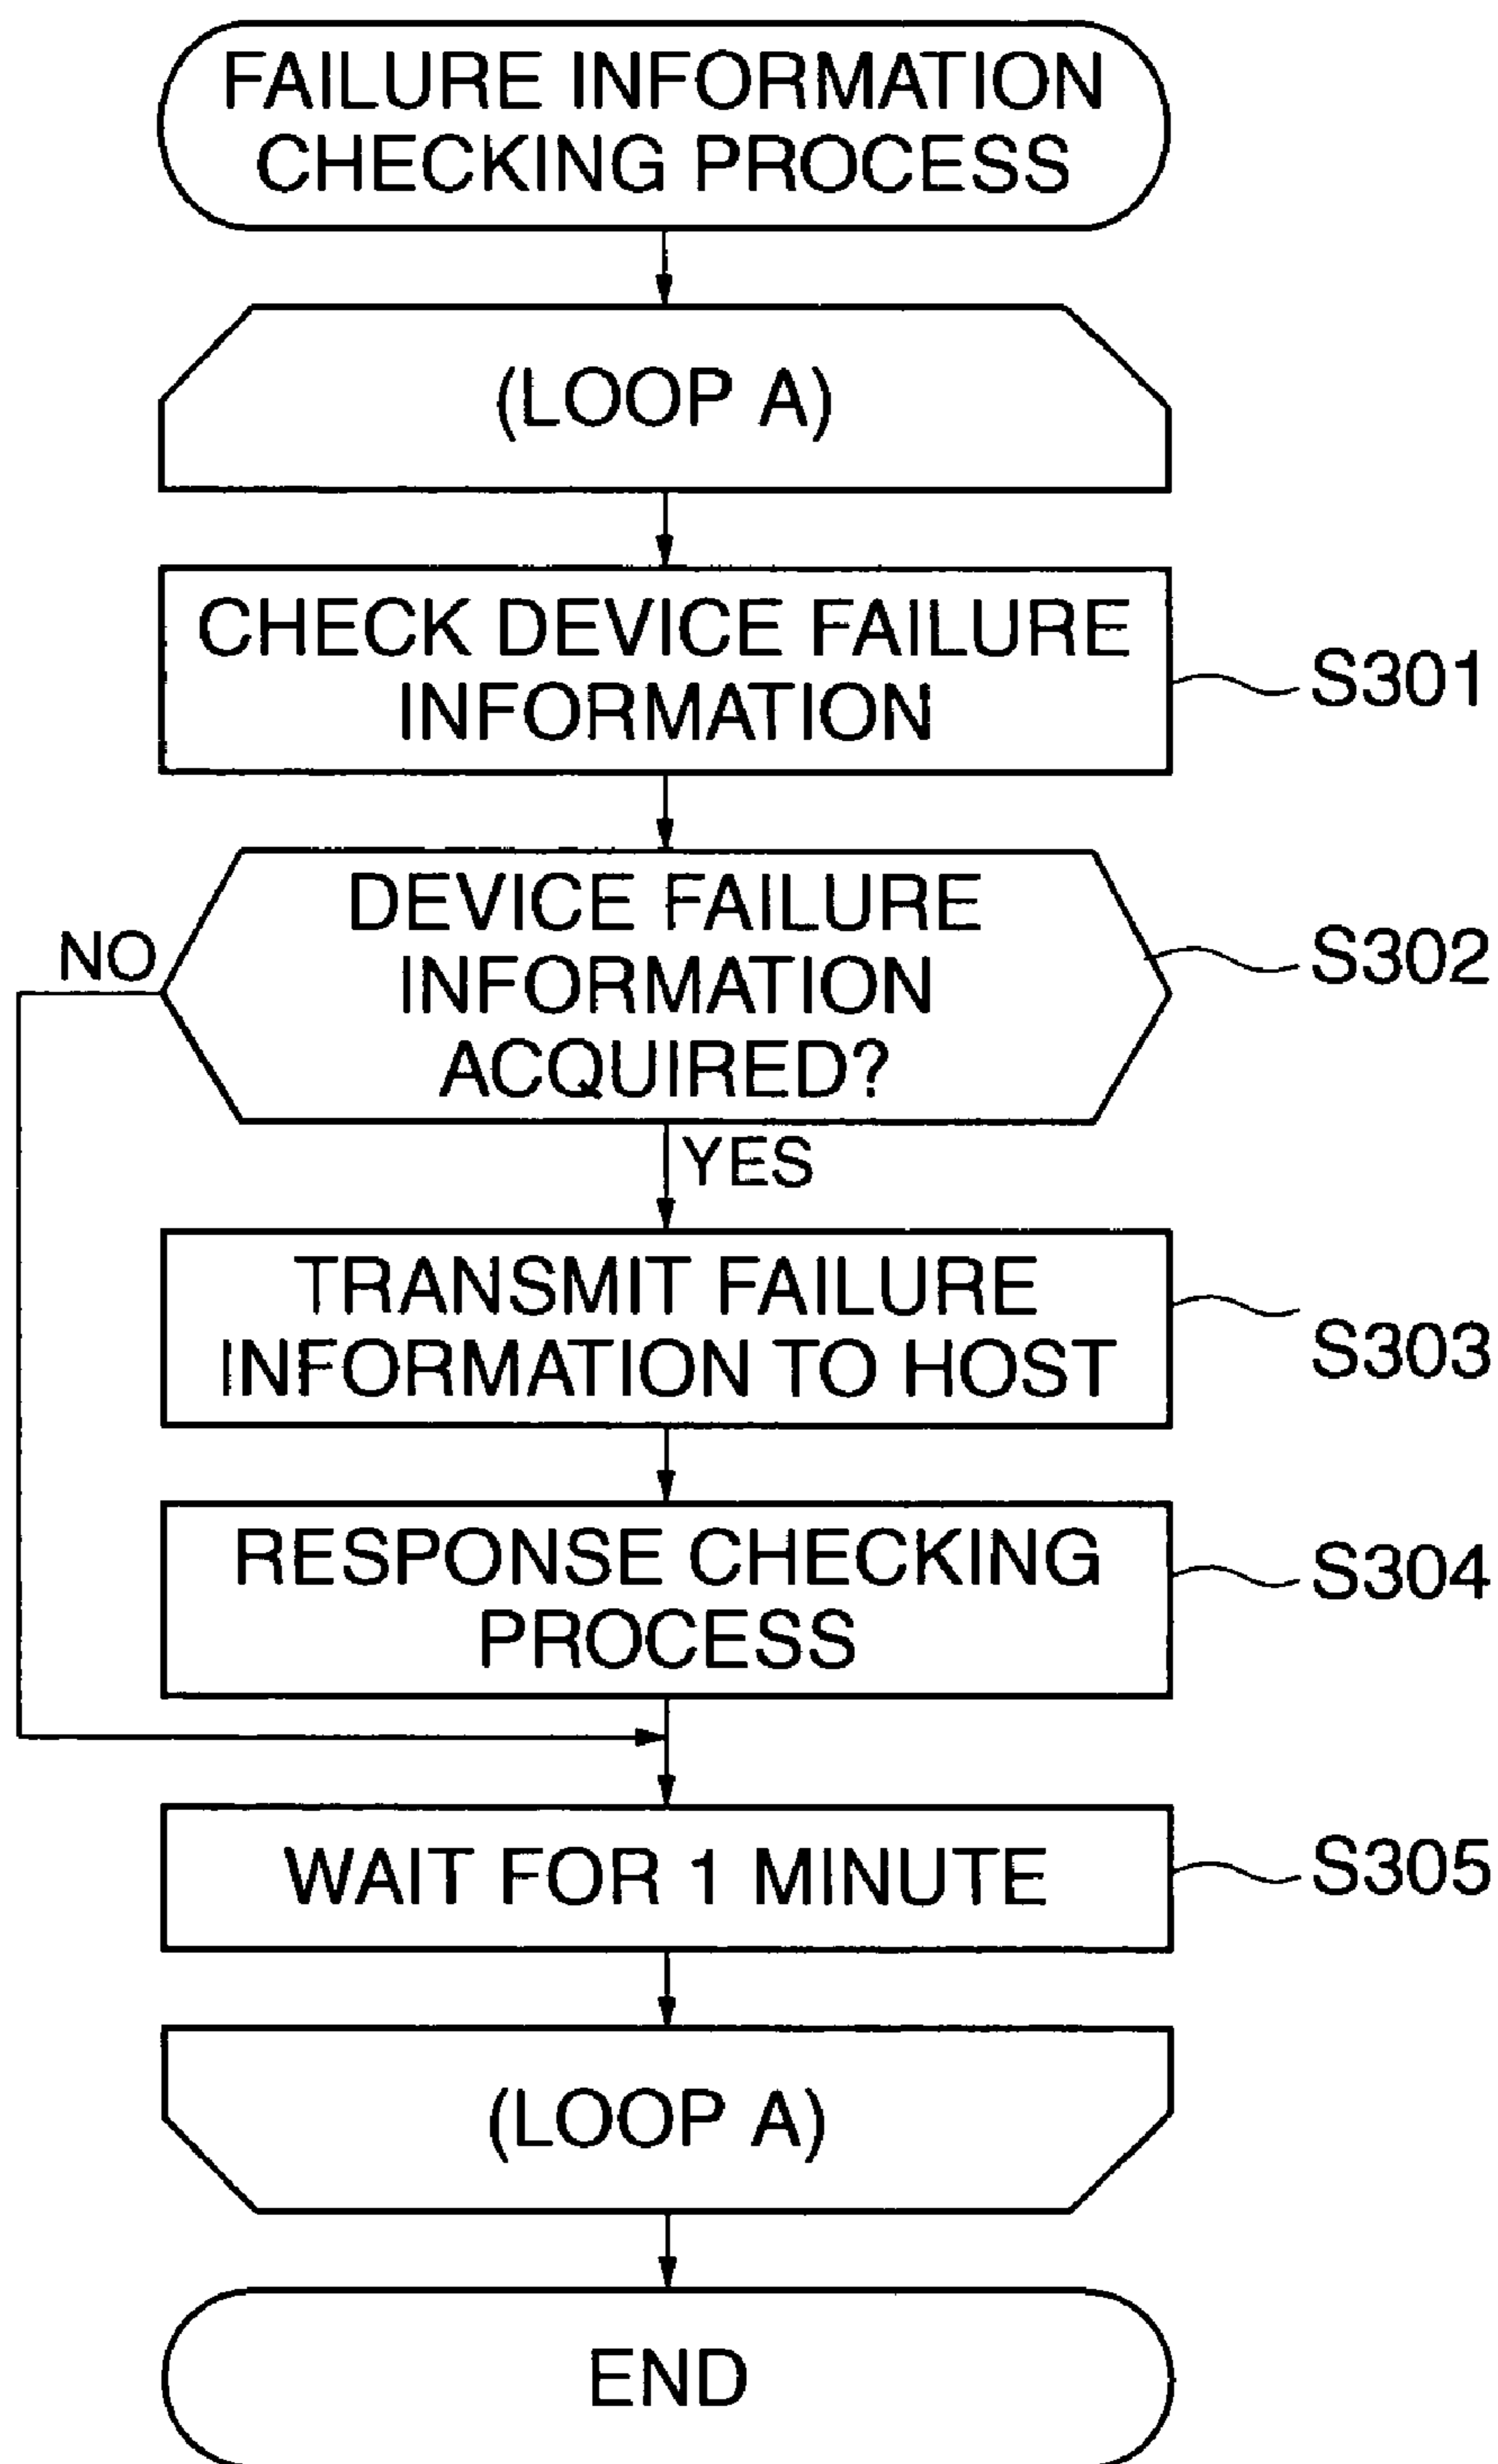 FAILURE INFORMATION
CHECKING PROCESS
(LOOP A)
CHECK DEVICE FAILURE
INFORMATION
S301
DEVICE FAILURE
INFORMATION
ACQUIRED?
S302
NO
YES
TRANSMIT FAILURE
INFORMATION TO HOST
S303
RESPONSE CHECKING
PROCESS
S304
WAIT FOR 1 MINUTE
S305
(LOOP A)
END